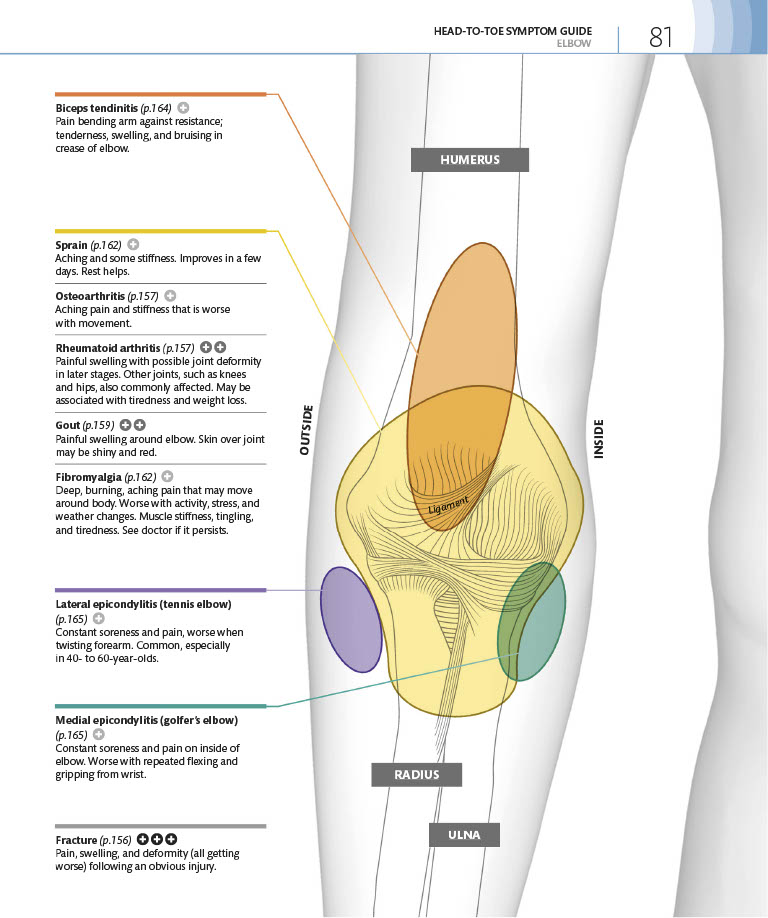 HEAD-TO-TOE SYMPTOM GUIDE
ELBOW
81
Biceps tendinitis (p.164)
Pain bending arm against resistance;
tenderness, swelling, and bruising in
crease of elbow.
Sprain (p.162)
Aching and some stiffness. Improves in a few
days. Rest helps.
Osteoarthritis (p.157)
Aching pain and stiffness that is worse
with movement.
Rheumatoid arthritis (p.157)
Painful swelling with possible joint deformity
in later stages. Other joints, such as knees
and hips, also commonly affected. May be
associated with tiredness and weight loss.
Gout (p.159)
Painful swelling around elbow. Skin over joint
may be shiny and red.
Fibromyalgia (p.162)
Deep, burning, aching pain that may move
around body. Worse with activity, stress, and
weather changes. Muscle stiffness, tingling,
and tiredness. See doctor if it persists.
Lateral epicondylitis (tennis elbow)
(p.165)
Constant soreness and pain, worse when
twisting forearm. Common, especially
in 40- to 60-year-olds.
Medial epicondylitis (golfer's elbow)
(p.165)
Constant soreness and pain on inside of
elbow. Worse with repeated flexing and
gripping from wrist.
Fracture (p.156)
Pain, swelling, and deformity (all getting
worse) following an obvious injury.
HUMERUS
OUTSIDE
INSIDE
Ligament
RADIUS
ULNA